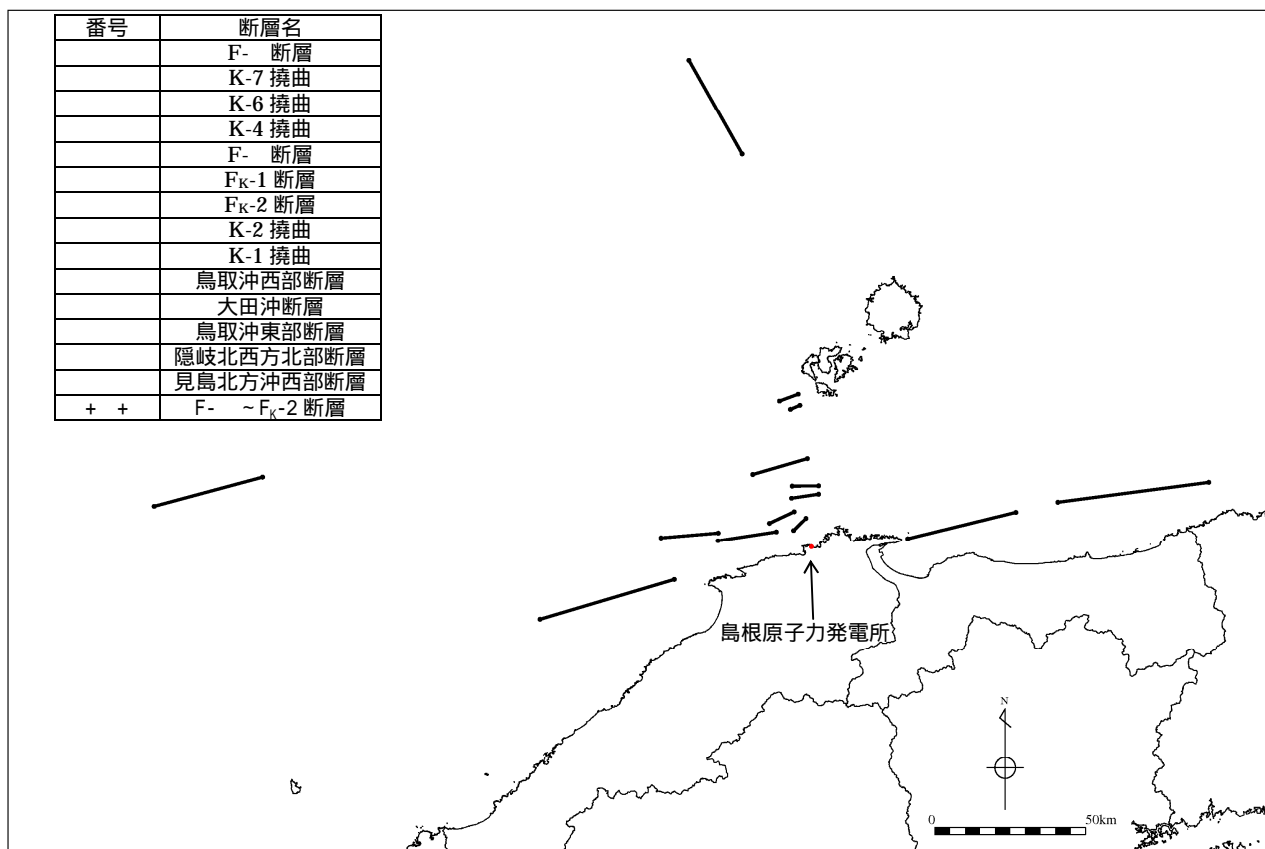 番号 断層名
F- 断層
K-7 撓曲
K-6 撓曲
K-4 撓曲
F- 断層
FK-1 断層
FK-2 断層
K-2 撓曲
K-1 撓曲
鳥取沖西部断層
大田沖断層
鳥取沖東部断層
隠岐北西方北部断層
見島北方沖西部断層
+ + F- ~FK-2 断層
島根原子力発電所
N
0 50km